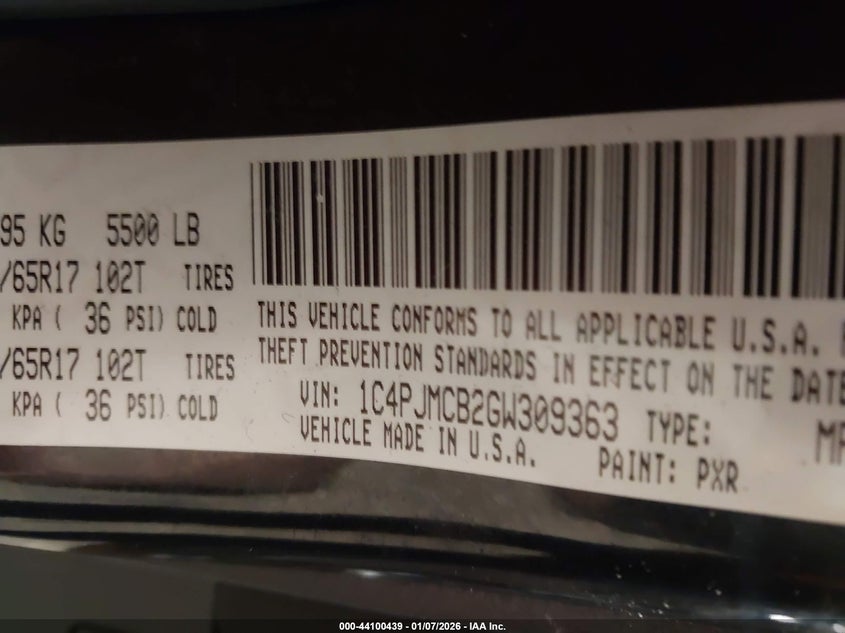 95 KG 5500 LB
/65R17 102T TIRES
KPA ( 36 PSI) COLD
/65R17 102T TIRES
KPA ( 36 PSI) COLD
THIS VEHICLE CONFORMS TO ALL APPLICABLE U.S.A.
THEFT PREVENTION STANDARDS IN EFFECT ON THE DATE
VIN: 1C4PJMCB2GW309363 TYPE: MP
VEHICLE MADE IN U.S.A. PAINT: PXR
000-44100439 - 01/07/2026 - IAA Inc.